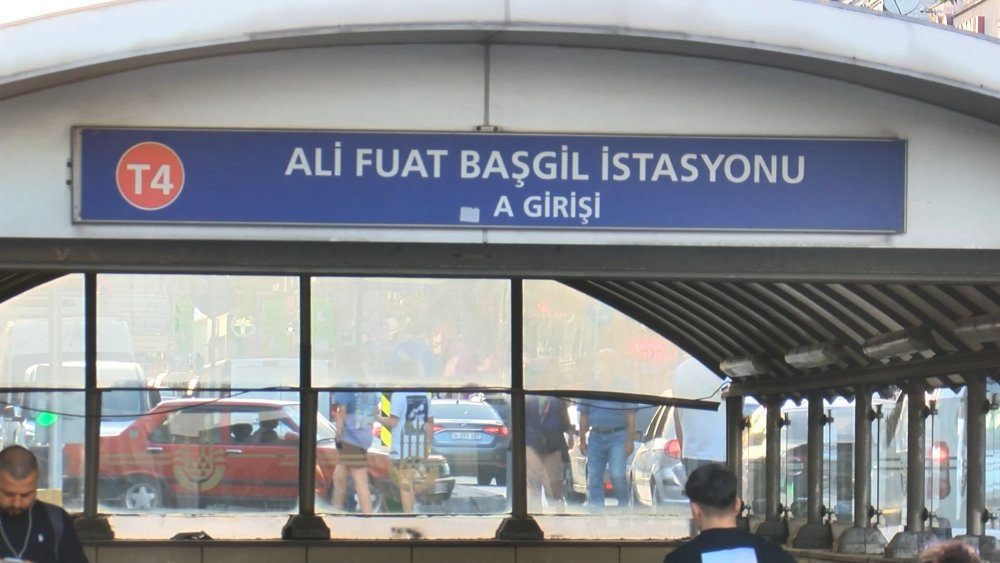 T4
ALİ FUAT BAŞGİL İSTASYONU
A GİRİŞİ